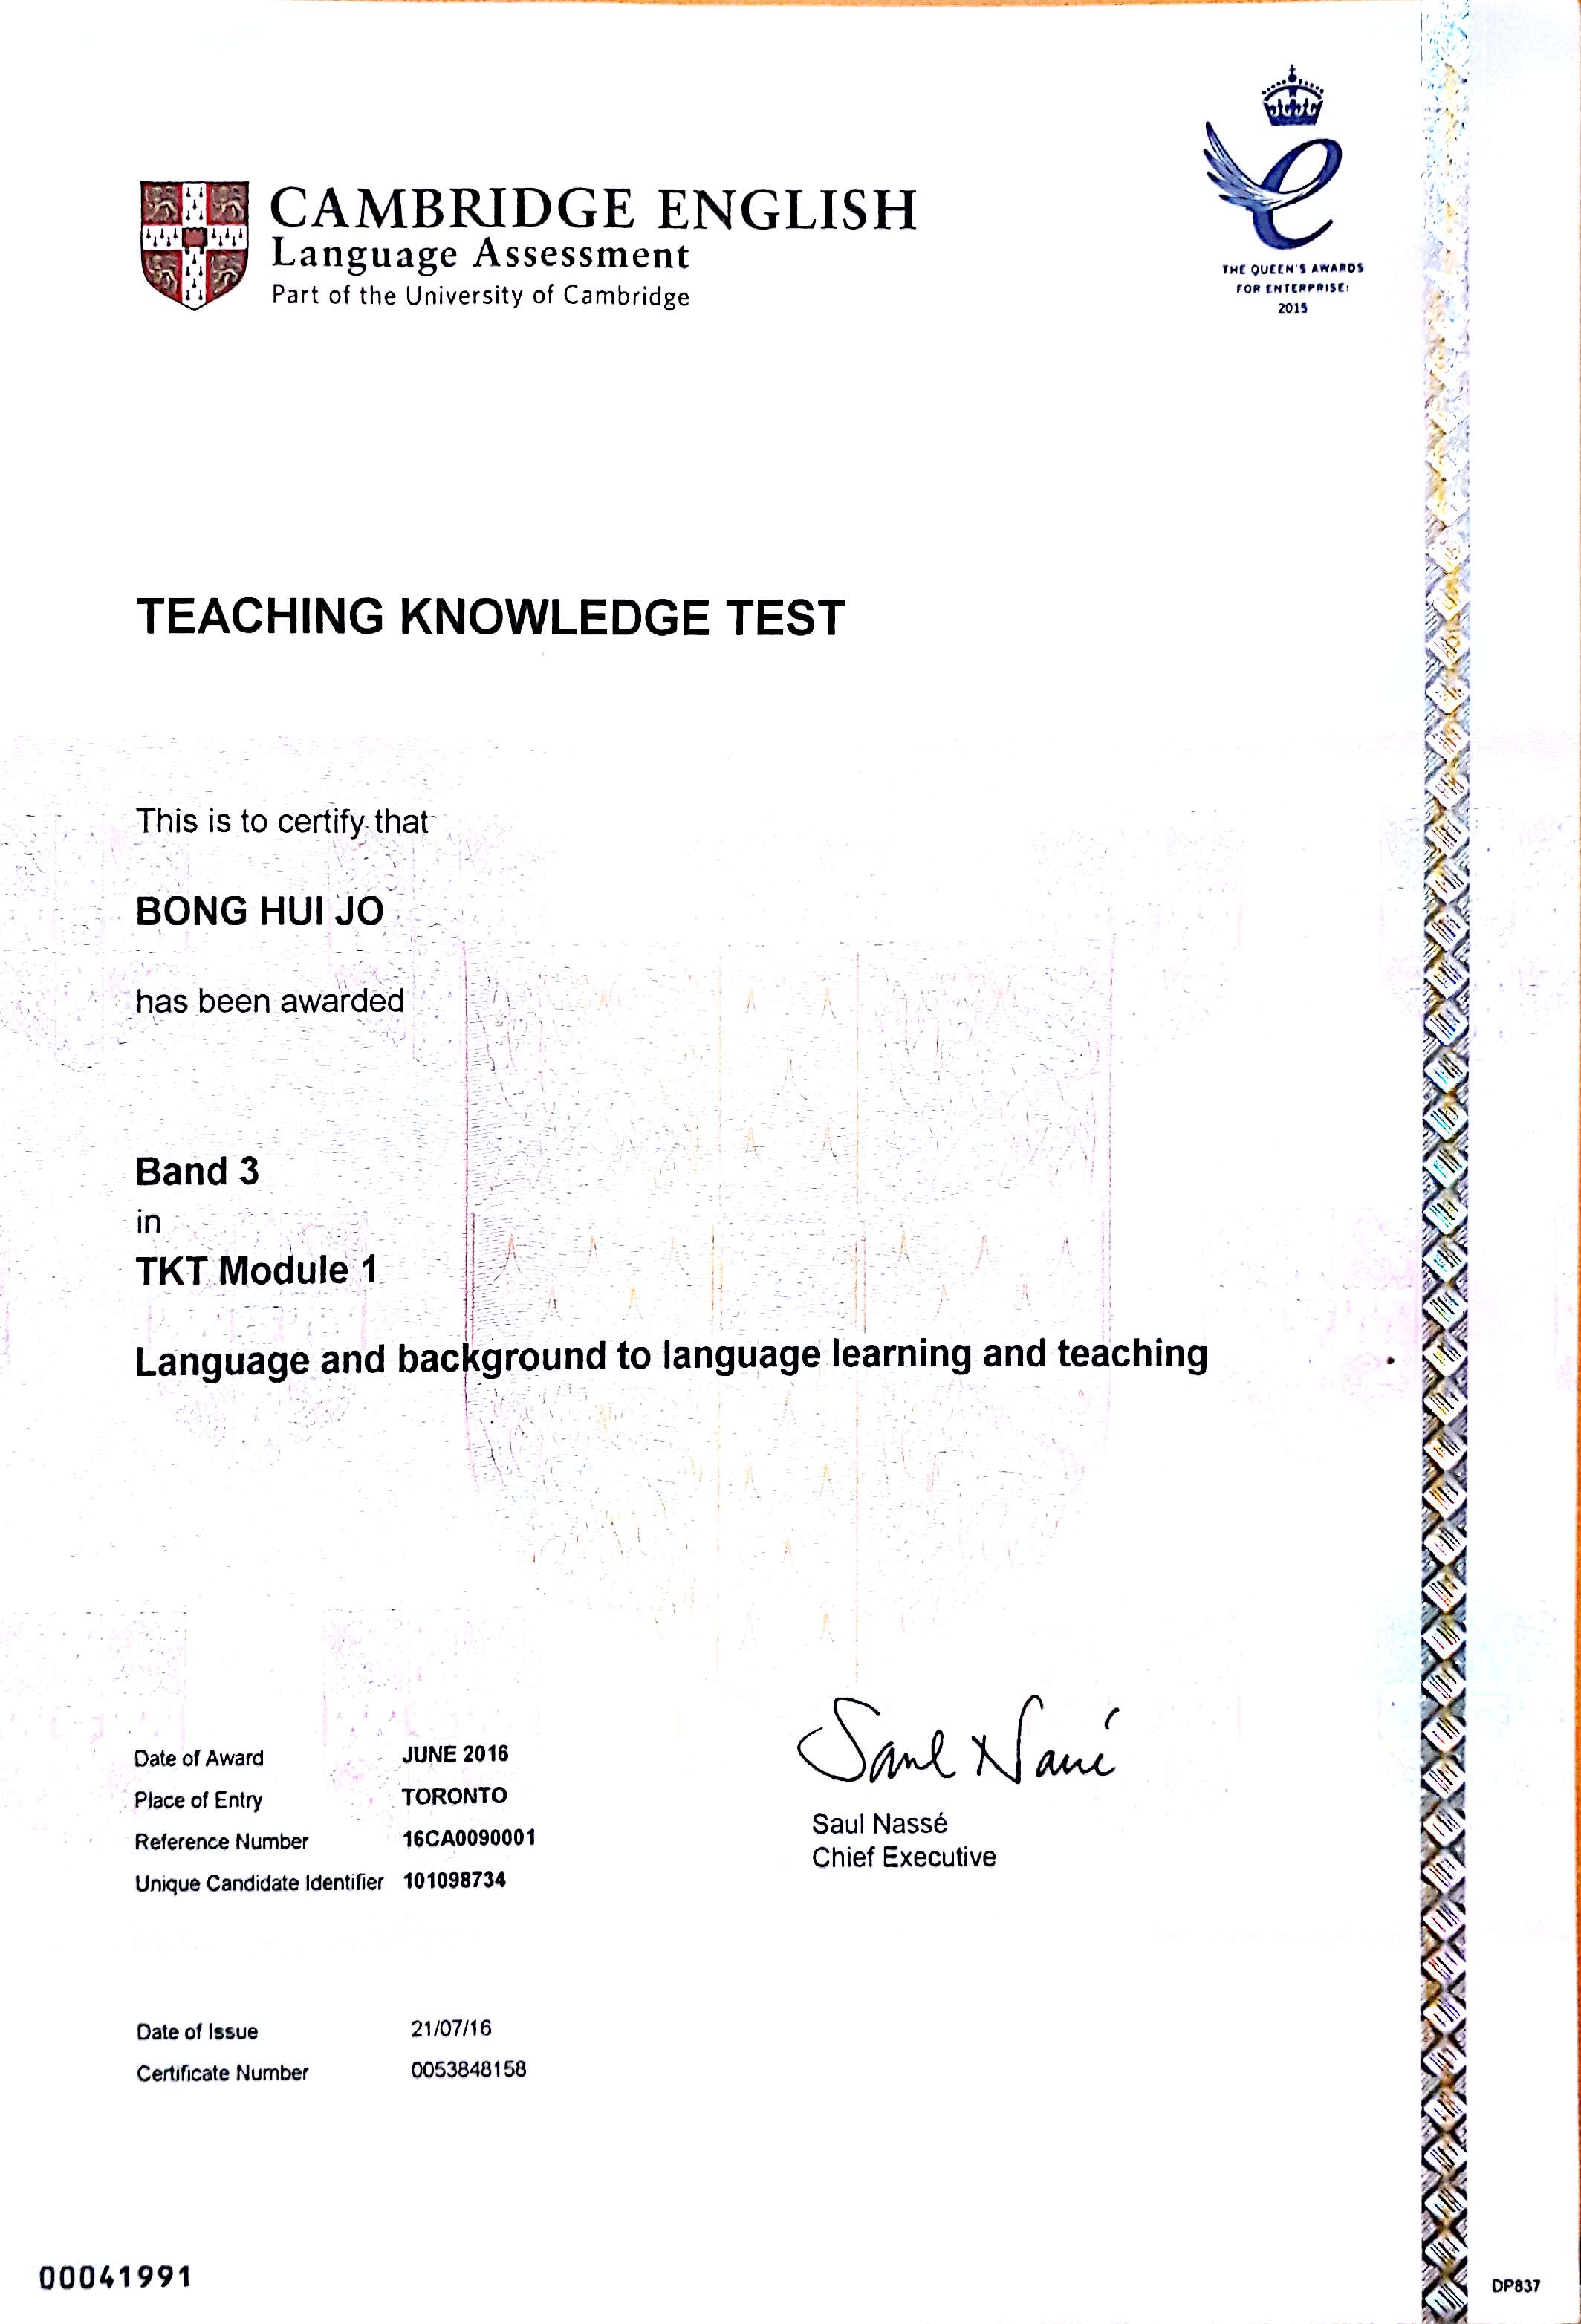 CAMBRIDGE ENGLISH
Language Assessment
Part of the University of Cambridge
THE QUEEN'S AWARDS
FOR ENTERPRISE:
2015
TEACHING KNOWLEDGE TEST
This is to certify that
BONG HUI JO
has been awarded
Band 3
in
TKT Module 1
Language and background to language learning and teaching
Date of Award JUNE 2016
Place of Entry TORONTO
Reference Number 16CA0090001
Unique Candidate Identifier 101098734
Saul Nassé
Saul Nassé
Chief Executive
Date of Issue 21/07/16
Certificate Number 0053848158
00041991
DP837